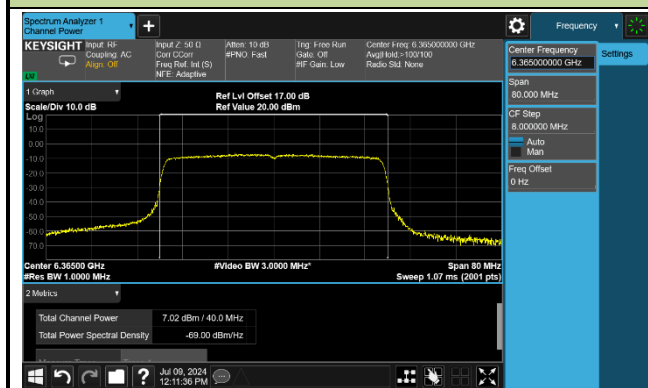 Spectrum Analyzer 1
Channel Power
+
Frequency
KEYSIGHT
Input: RF
Coupling: AC
Align: Off
Input Z: 50 Ω
Corr CCorr
Freq Ref: Int (S)
NFE: Adaptive
Atten: 10 dB
#PNO: Fast
Trig: Free Run
Gate: Off
#IF Gain: Low
Center Freq: 6.365000000 GHz
Avg|Hold:>100/100
Radio Std: None
LU
1 Graph
Scale/Div 10.0 dB
Ref Lvl Offset 17.00 dB
Ref Value 20.00 dBm
Log
10.0
0.00
-10.0
-20.0
-30.0
-40.0
-50.0
-60.0
-70.0
Center 6.36500 GHz
#Res BW 1.0000 MHz
#Video BW 3.0000 MHz*
Span 80 MHz
Sweep 1.07 ms (2001 pts)
2 Metrics
Total Channel Power 7.02 dBm / 40.0 MHz
Total Power Spectral Density -69.00 dBm/Hz
?
Jul 09, 2024
12:11:36 PM
Center Frequency
6.365000000 GHz
Span
80.000 MHz
CF Step
8.000000 MHz
Auto
Man
Freq Offset
0 Hz
Settings